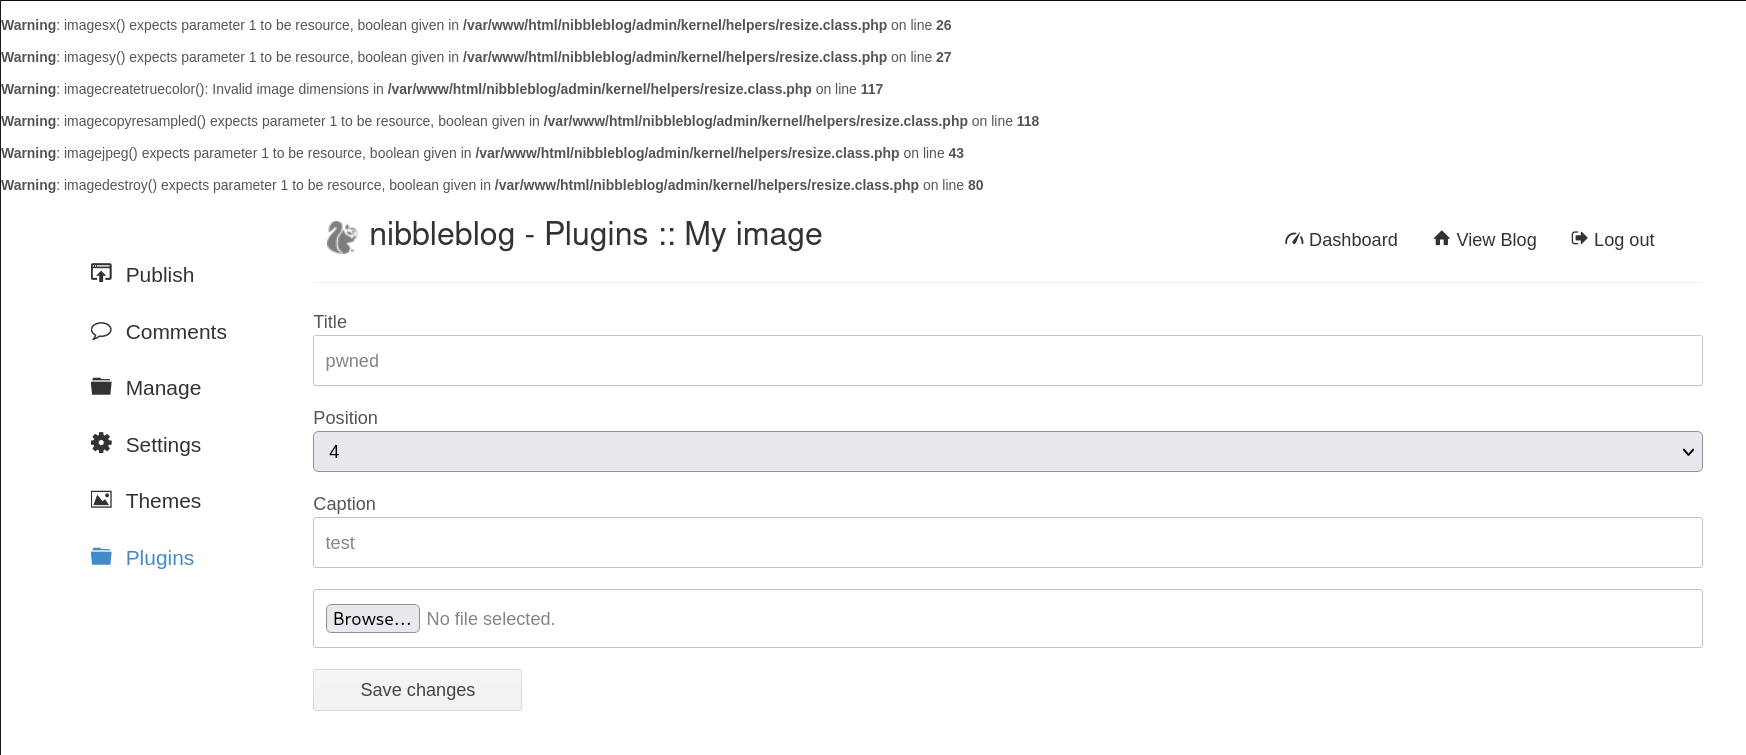 Warning: imagesx() expects parameter 1 to be resource, boolean given in /var/www/html/nibbleblog/admin/kernel/helpers/resize.class.php on line 26
Warning: imagesy() expects parameter 1 to be resource, boolean given in /var/www/html/nibbleblog/admin/kernel/helpers/resize.class.php on line 27
Warning: imagecreatetruecolor(): Invalid image dimensions in /var/www/html/nibbleblog/admin/kernel/helpers/resize.class.php on line 117
Warning: imagecopyresampled() expects parameter 1 to be resource, boolean given in /var/www/html/nibbleblog/admin/kernel/helpers/resize.class.php on line 118
Warning: imagejpeg() expects parameter 1 to be resource, boolean given in /var/www/html/nibbleblog/admin/kernel/helpers/resize.class.php on line 43
Warning: imagedestroy() expects parameter 1 to be resource, boolean given in /var/www/html/nibbleblog/admin/kernel/helpers/resize.class.php on line 80
nibbleblog - Plugins :: My image
Dashboard View Blog Log out
Publish
Comments
Manage
Settings
Themes
Plugins
Title
pwned
Position
4
Caption
test
Browse... No file selected.
Save changes